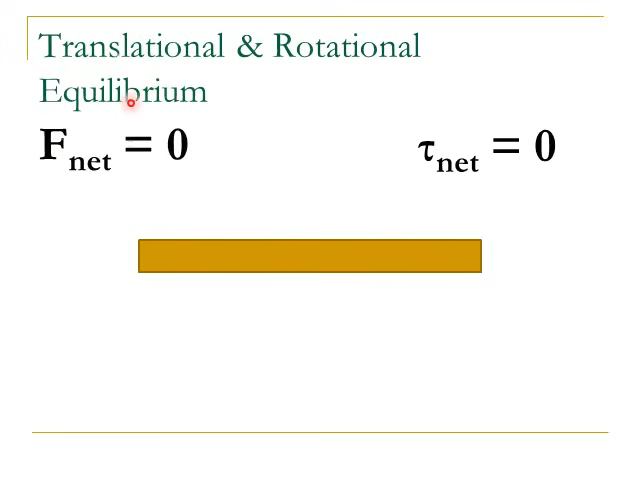 Translational & Rotational
Equilibrium
Fnet = 0
τnet = 0